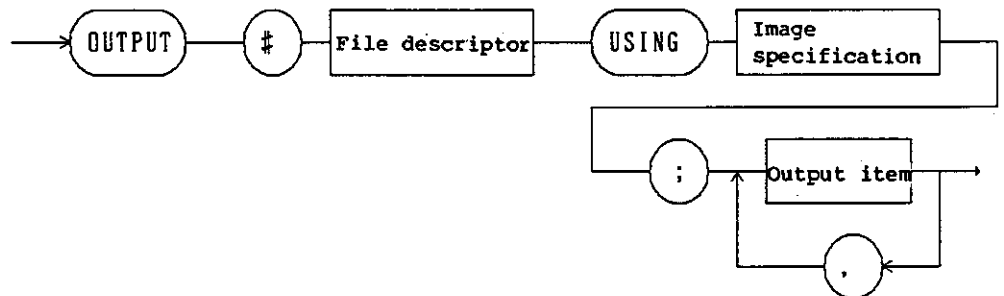 OUTPUT # File descriptor USING Image
specification
; Output item
,